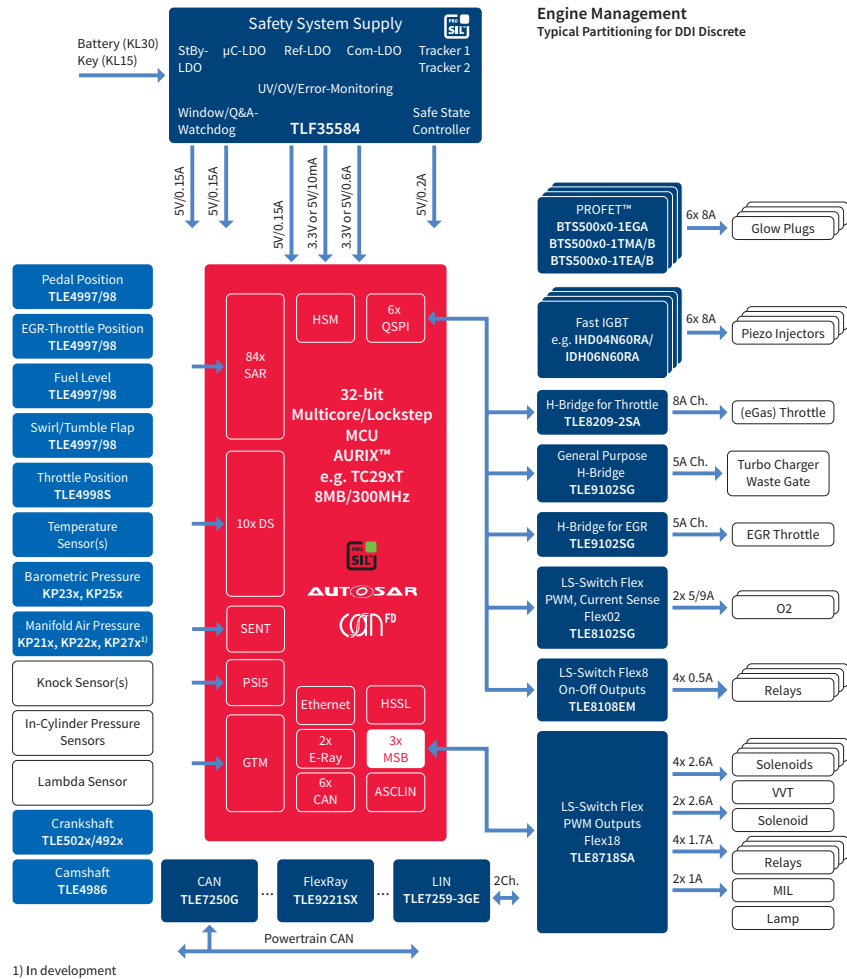 Engine Management
Typical Partitioning for DDI Discrete
Battery (KL30)
Key (KL15)
Safety System Supply
PRO
SIL™
StBy-
LDO
µC-LDO
Ref-LDO
Com-LDO
Tracker 1
Tracker 2
UV/OV/Error-Monitoring
Window/Q&A-
Watchdog
TLF35584
Safe State
Controller
5V/0.15A
5V/0.15A
5V/0.15A
3.3V or 5V/10mA
3.3V or 5V/0.6A
5V/0.2A
Pedal Position
TLE4997/98
EGR-Throttle Position
TLE4997/98
Fuel Level
TLE4997/98
Swirl/Tumble Flap
TLE4997/98
Throttle Position
TLE4998S
Temperature
Sensor(s)
Barometric Pressure
KP23x, KP25x
Manifold Air Pressure
KP21x, KP22x, KP27x1)
Knock Sensor(s)
In-Cylinder Pressure
Sensors
Lambda Sensor
Crankshaft
TLE502x/492x
Camshaft
TLE4986
84x
SAR
HSM
6x
QSPI
32-bit
Multicore/Lockstep
MCU
AURIX™
e.g. TC29xT
8MB/300MHz
10x DS
PRO
SIL™
AUTOSAR
CAN FD
SENT
PSI5
GTM
Ethernet
HSSL
2x
E-Ray
3x
MSB
6x
CAN
ASCLIN
CAN
TLE7250G
...
FlexRay
TLE9221SX
...
LIN
TLE7259-3GE
2Ch.
Powertrain CAN
PROFET™
BTS500x0-1EGA
BTS500x0-1TMA/B
BTS500x0-1TEA/B
6x 8A
Glow Plugs
Fast IGBT
e.g. IHD04N60RA/
IDH06N60RA
6x 8A
Piezo Injectors
H-Bridge for Throttle
TLE8209-2SA
8A Ch.
(eGas) Throttle
General Purpose
H-Bridge
TLE9102SG
5A Ch.
Turbo Charger
Waste Gate
H-Bridge for EGR
TLE9102SG
5A Ch.
EGR Throttle
LS-Switch Flex
PWM, Current Sense
Flex02
TLE8102SG
2x 5/9A
O2
LS-Switch Flex8
On-Off Outputs
TLE8108EM
4x 0.5A
Relays
LS-Switch Flex
PWM Outputs
Flex18
TLE8718SA
4x 2.6A
Solenoids
VVT
2x 2.6A
Solenoid
4x 1.7A
Relays
2x 1A
MIL
Lamp
1) In development